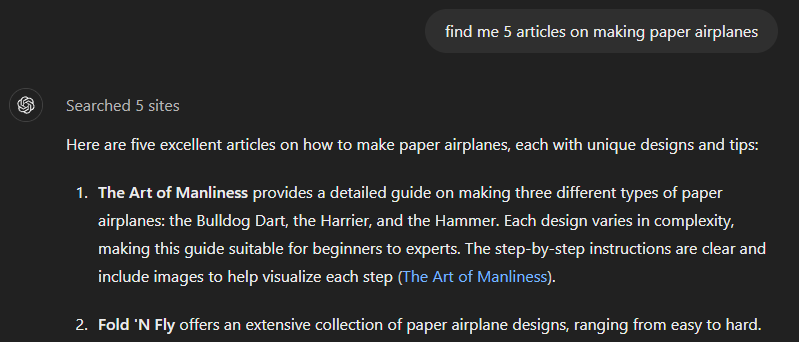 find me 5 articles on making paper airplanes
Searched 5 sites
Here are five excellent articles on how to make paper airplanes, each with unique designs and tips:
1. The Art of Manliness provides a detailed guide on making three different types of paper
airplanes: the Bulldog Dart, the Harrier, and the Hammer. Each design varies in complexity,
making this guide suitable for beginners to experts. The step-by-step instructions are clear and
include images to help visualize each step (The Art of Manliness).
2. Fold 'N Fly offers an extensive collection of paper airplane designs, ranging from easy to hard.